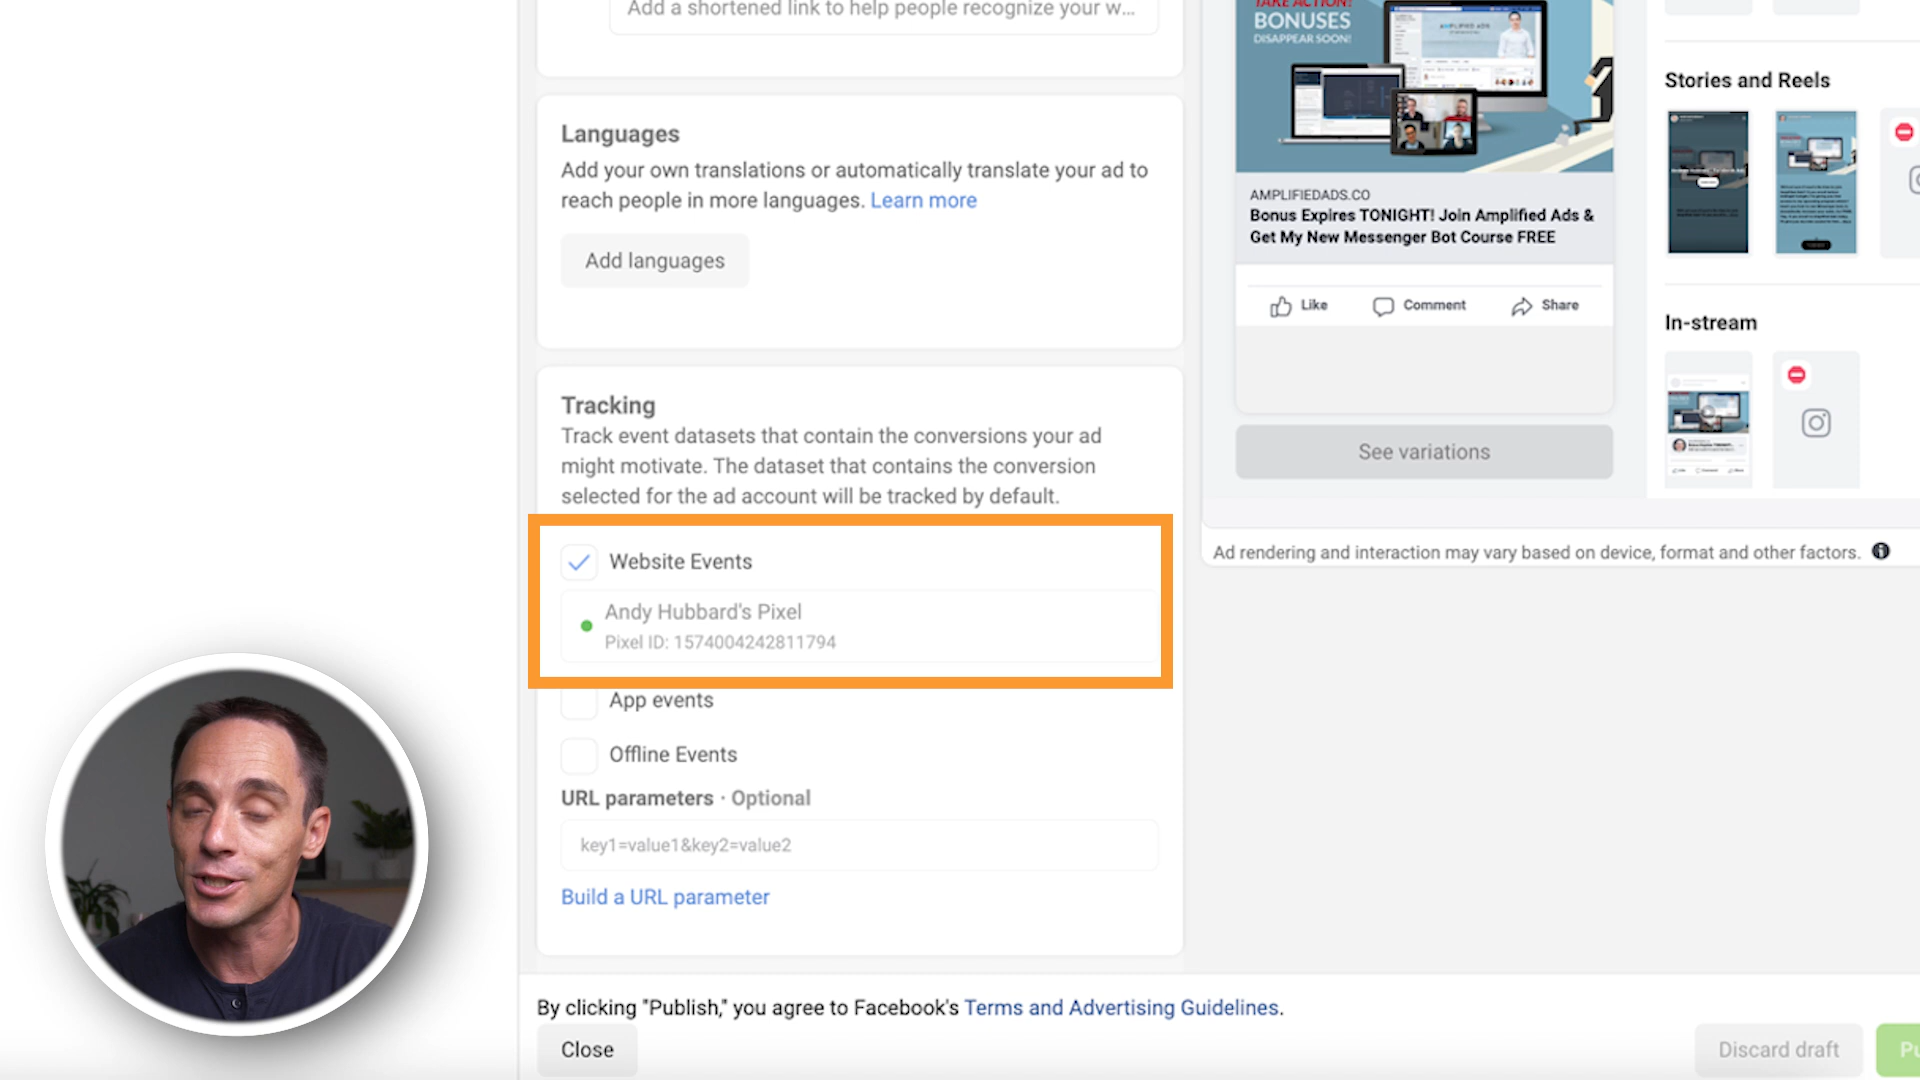 Add a shortened link to help people recognize your w...
Languages
Add your own translations or automatically translate your ad to
reach people in more languages. Learn more
Add languages
Tracking
Track event datasets that contain the conversions your ad
might motivate. The dataset that contains the conversion
selected for the ad account will be tracked by default.
Website Events
Andy Hubbard's Pixel
Pixel ID: 1574004242811794
App events
Offline Events
URL parameters · Optional
key1=value1&key2=value2
Build a URL parameter
By clicking "Publish," you agree to Facebook's Terms and Advertising Guidelines.
Close
TAKE ACTION!
BONUSES
DISAPPEAR SOON!
AMPLIFIED ADS
AMPLIFIEDADS.CO
Bonus Expires TONIGHT! Join Amplified Ads &
Get My New Messenger Bot Course FREE
Like
Comment
Share
See variations
Ad rendering and interaction may vary based on device, format and other factors.
Stories and Reels
In-stream
Discard draft
Pu